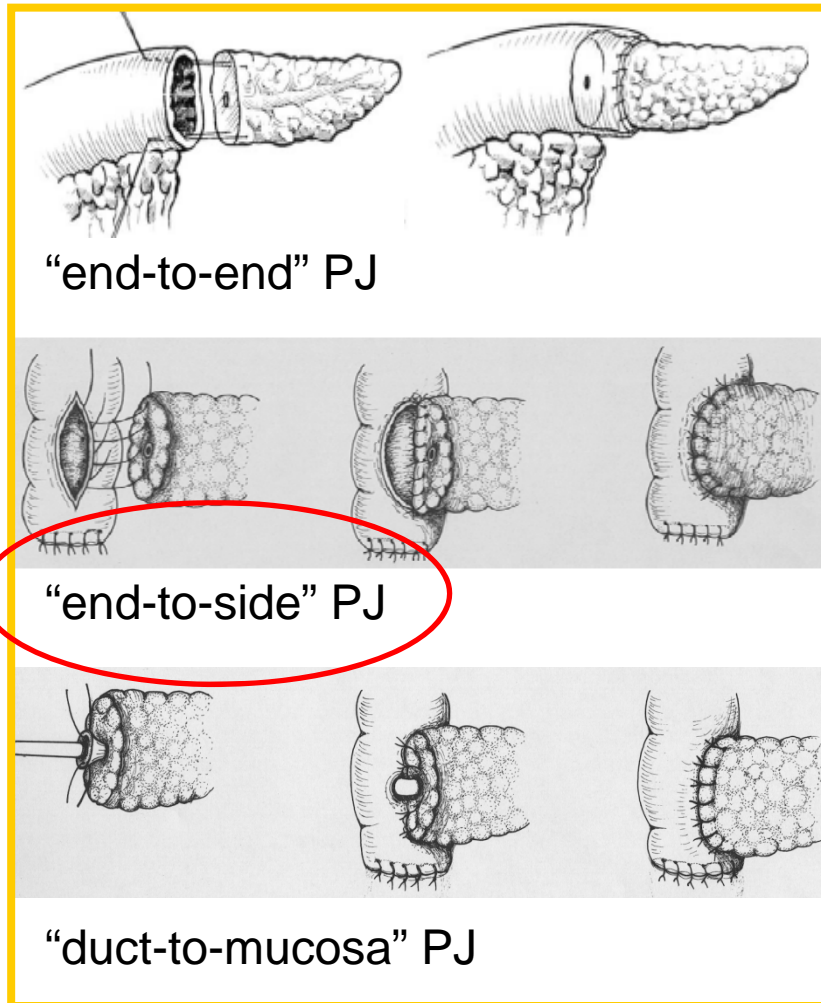 “end-to-end” PJ
“end-to-side” PJ
“duct-to-mucosa” PJ